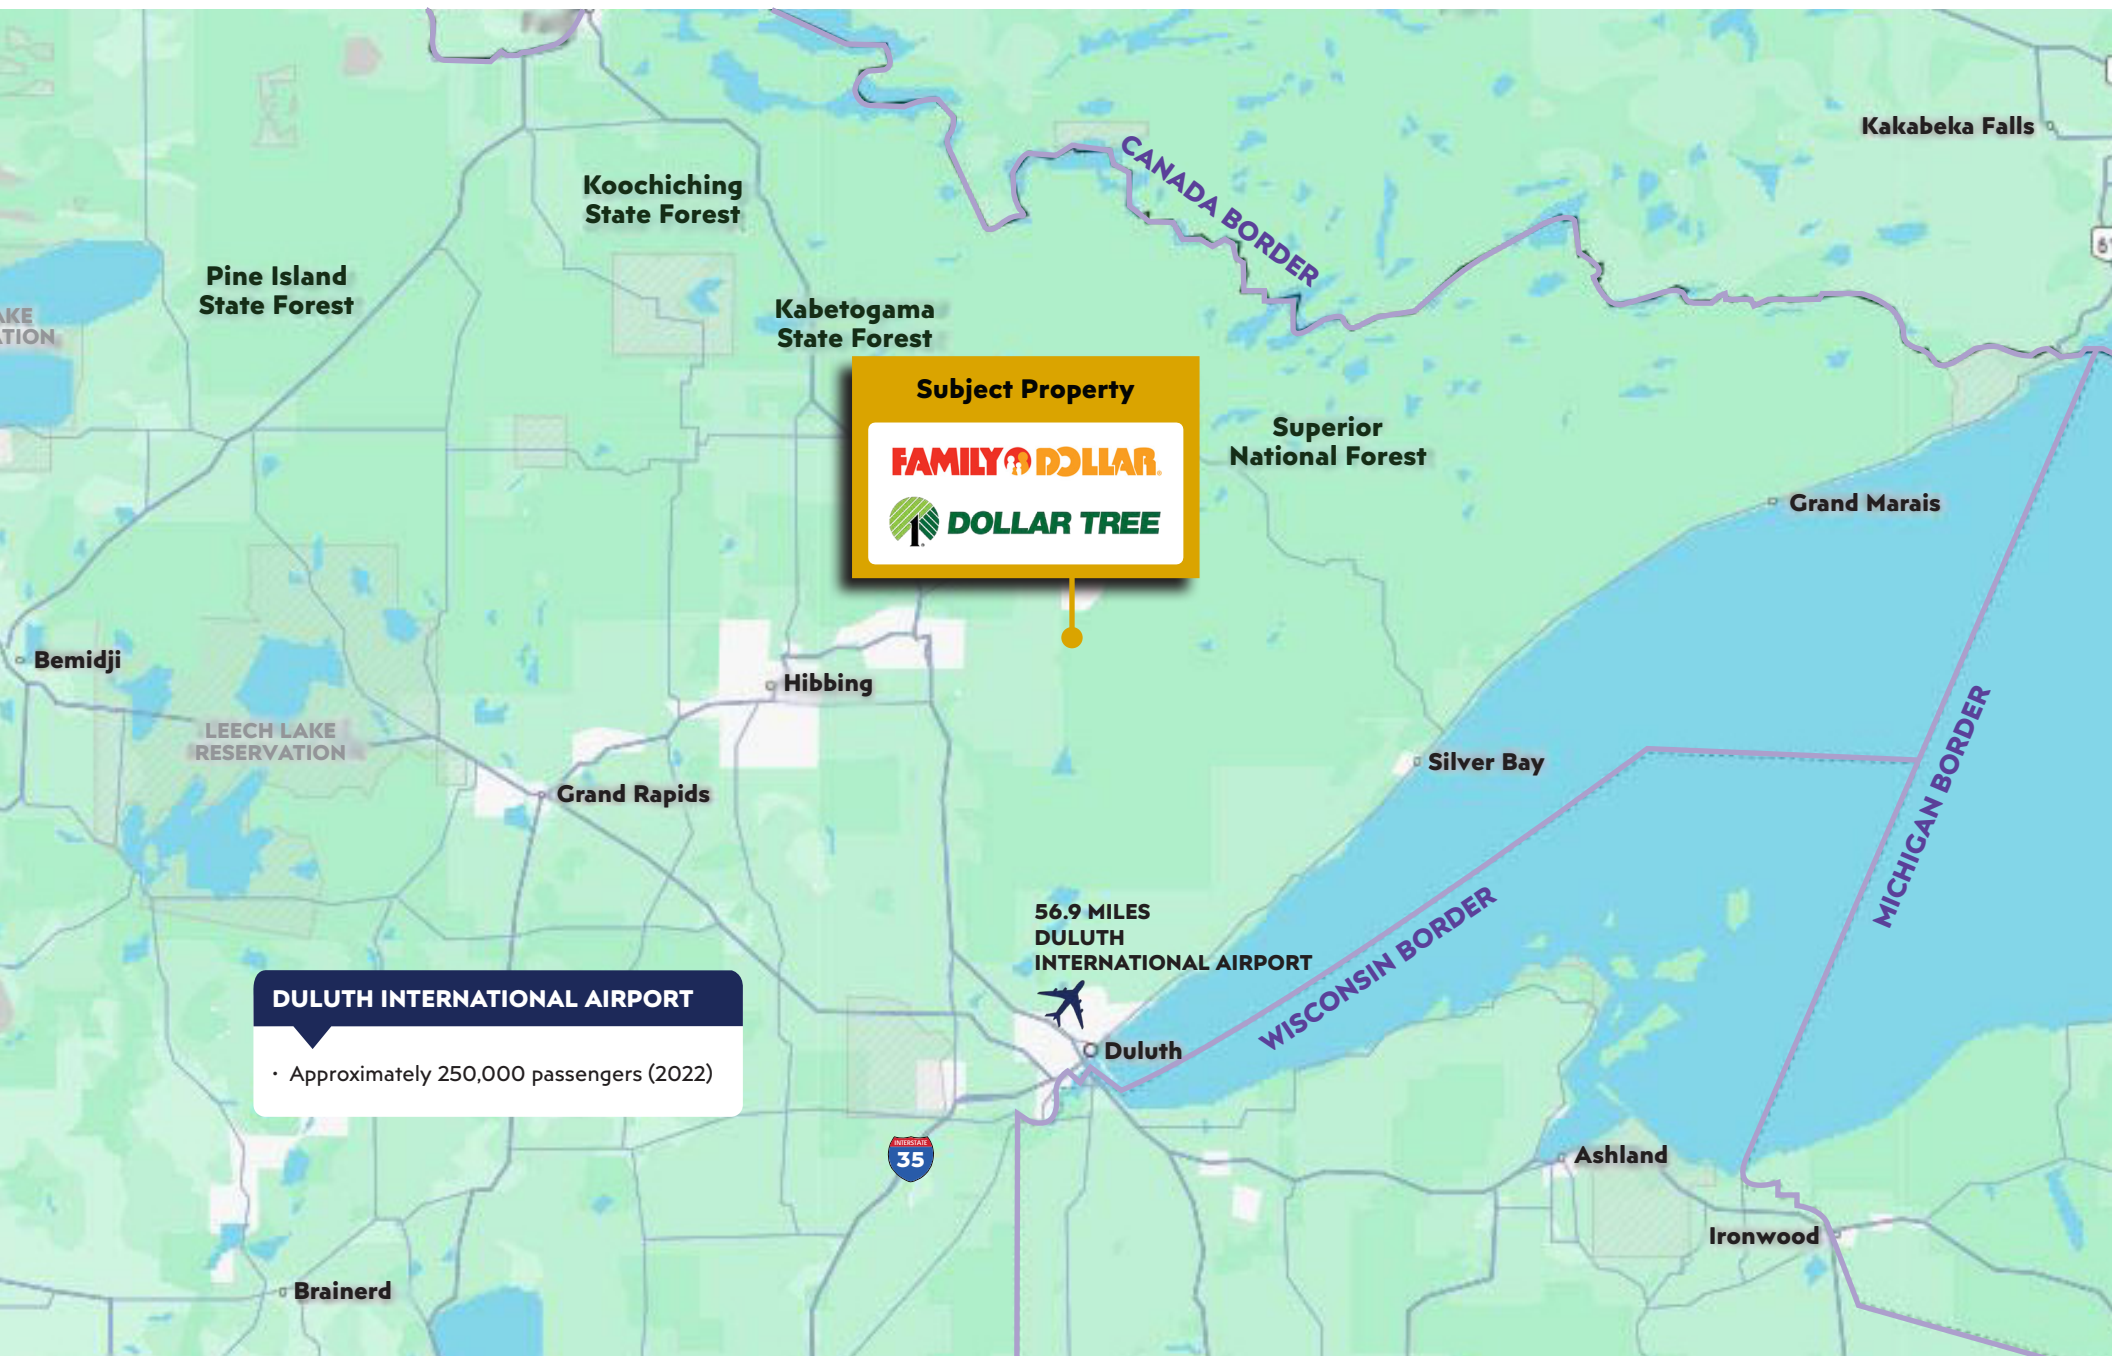 Kakabeka Falls
CANADA BORDER
Koochiching
State Forest
Pine Island
State Forest
Kabetogama
State Forest
Subject Property
FAMILY DOLLAR
DOLLAR TREE
Superior
National Forest
Grand Marais
Bemidji
Hibbing
LEECH LAKE
RESERVATION
Grand Rapids
Silver Bay
MICHIGAN BORDER
WISCONSIN BORDER
56.9 MILES
DULUTH
INTERNATIONAL AIRPORT
DULUTH INTERNATIONAL AIRPORT
• Approximately 250,000 passengers (2022)
Duluth
INTERSTATE
35
Ashland
Ironwood
Brainerd